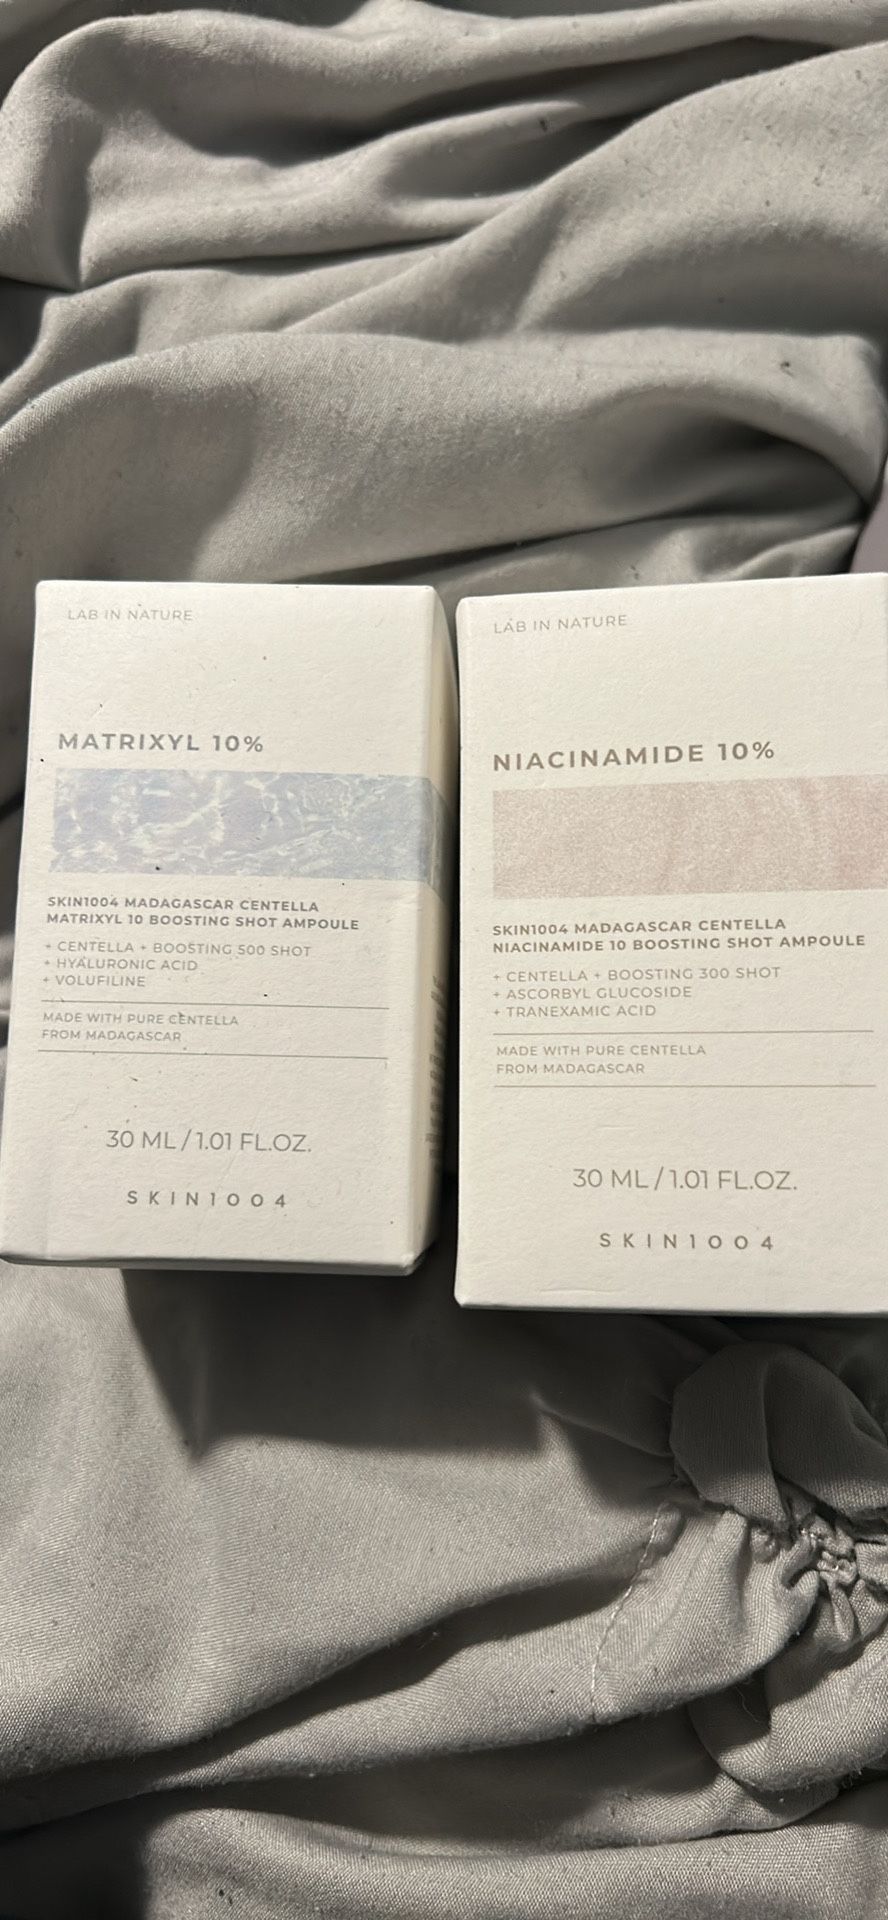 LAB IN NATURE
MATRIXYL 10%
SKIN1004 MADAGASCAR CENTELLA
MATRIXYL 10 BOOSTING SHOT AMPOULE
+ CENTELLA + BOOSTING 500 SHOT
+ HYALURONIC ACID
+ VOLUFILINE
MADE WITH PURE CENTELLA
FROM MADAGASCAR
30 ML / 1.01 FL.OZ.
SKIN1004
LAB IN NATURE
NIACINAMIDE 10%
SKIN1004 MADAGASCAR CENTELLA
NIACINAMIDE 10 BOOSTING SHOT AMPOULE
+ CENTELLA + BOOSTING 300 SHOT
+ ASCORBYL GLUCOSIDE
+ TRANEXAMIC ACID
MADE WITH PURE CENTELLA
FROM MADAGASCAR
30 ML / 1.01 FL.OZ.
SKIN1004